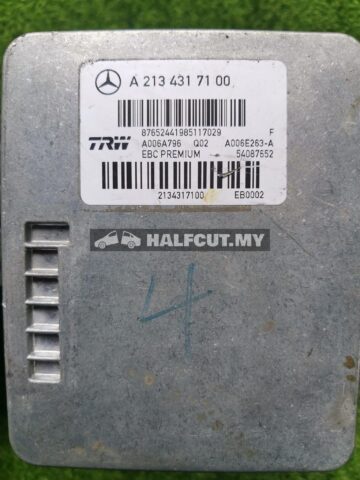 A 213 431 71 00
87652441985117029 F
TRW A006A796 Q02 A006E263-A
EBC PREMIUM 54087652
2134317100 EB0002
HALFCUT.MY
4